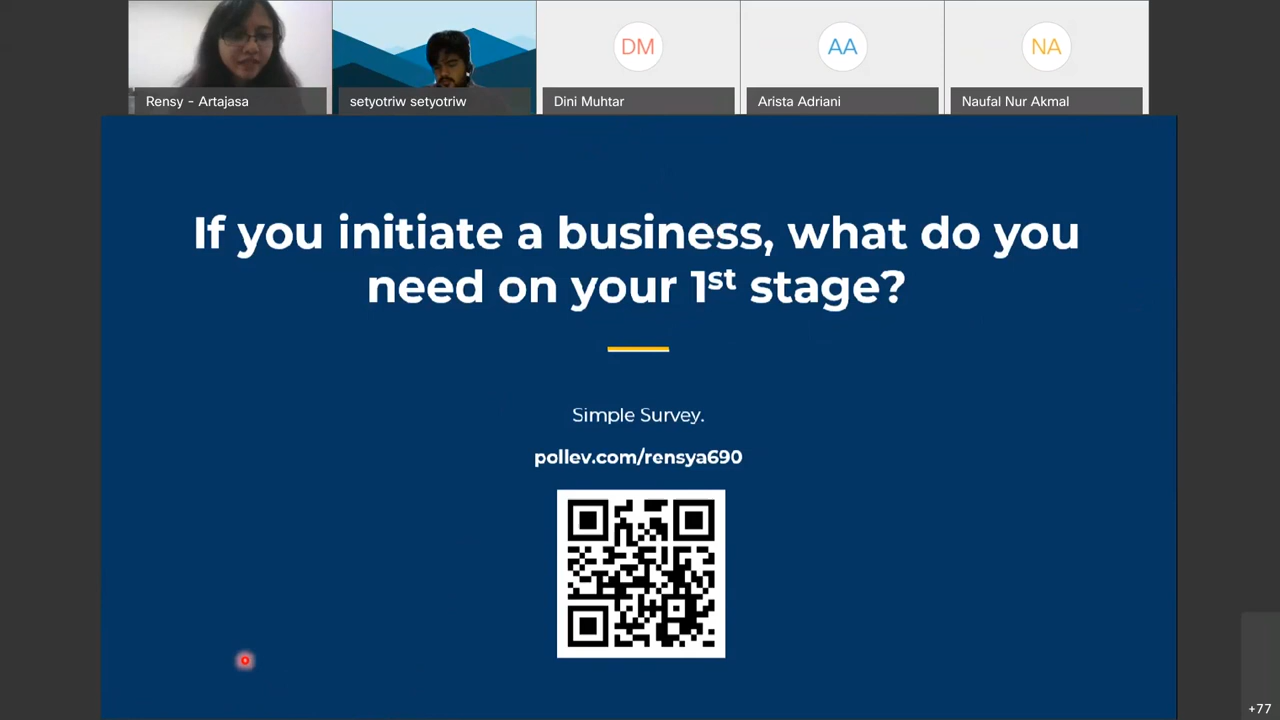 DM
AA
NA
Rensy - Artajasa
setyotriw setyotriw
Dini Muhtar
Arista Adriani
Naufal Nur Akmal
If you initiate a business, what do you
need on your 1st stage?
Simple Survey.
pollev.com/rensya690
+77